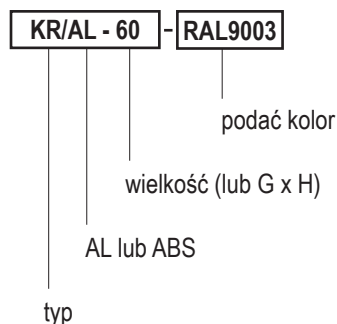 KR/AL - 60 - RAL9003
podać kolor
wielkość (lub G x H)
AL lub ABS
typ